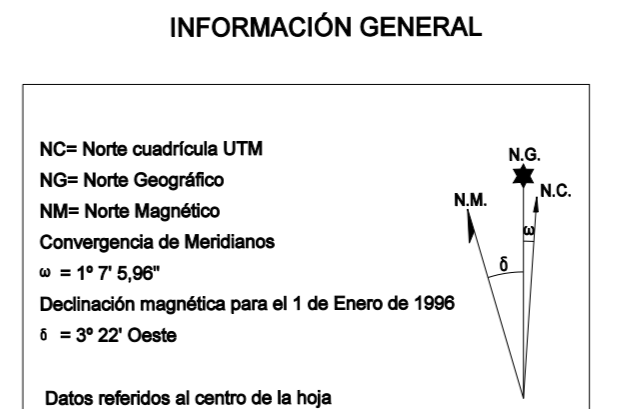 INFORMACIÓN GENERAL
NC= Norte cuadrícula UTM
NG= Norte Geográfico
NM= Norte Magnético
Convergencia de Meridianos
ω = 1º 7' 5,96"
Declinación magnética para el 1 de Enero de 1996
δ = 3º 22' Oeste
Datos referidos al centro de la hoja
N.G.
N.C.
N.M.
ω
δ